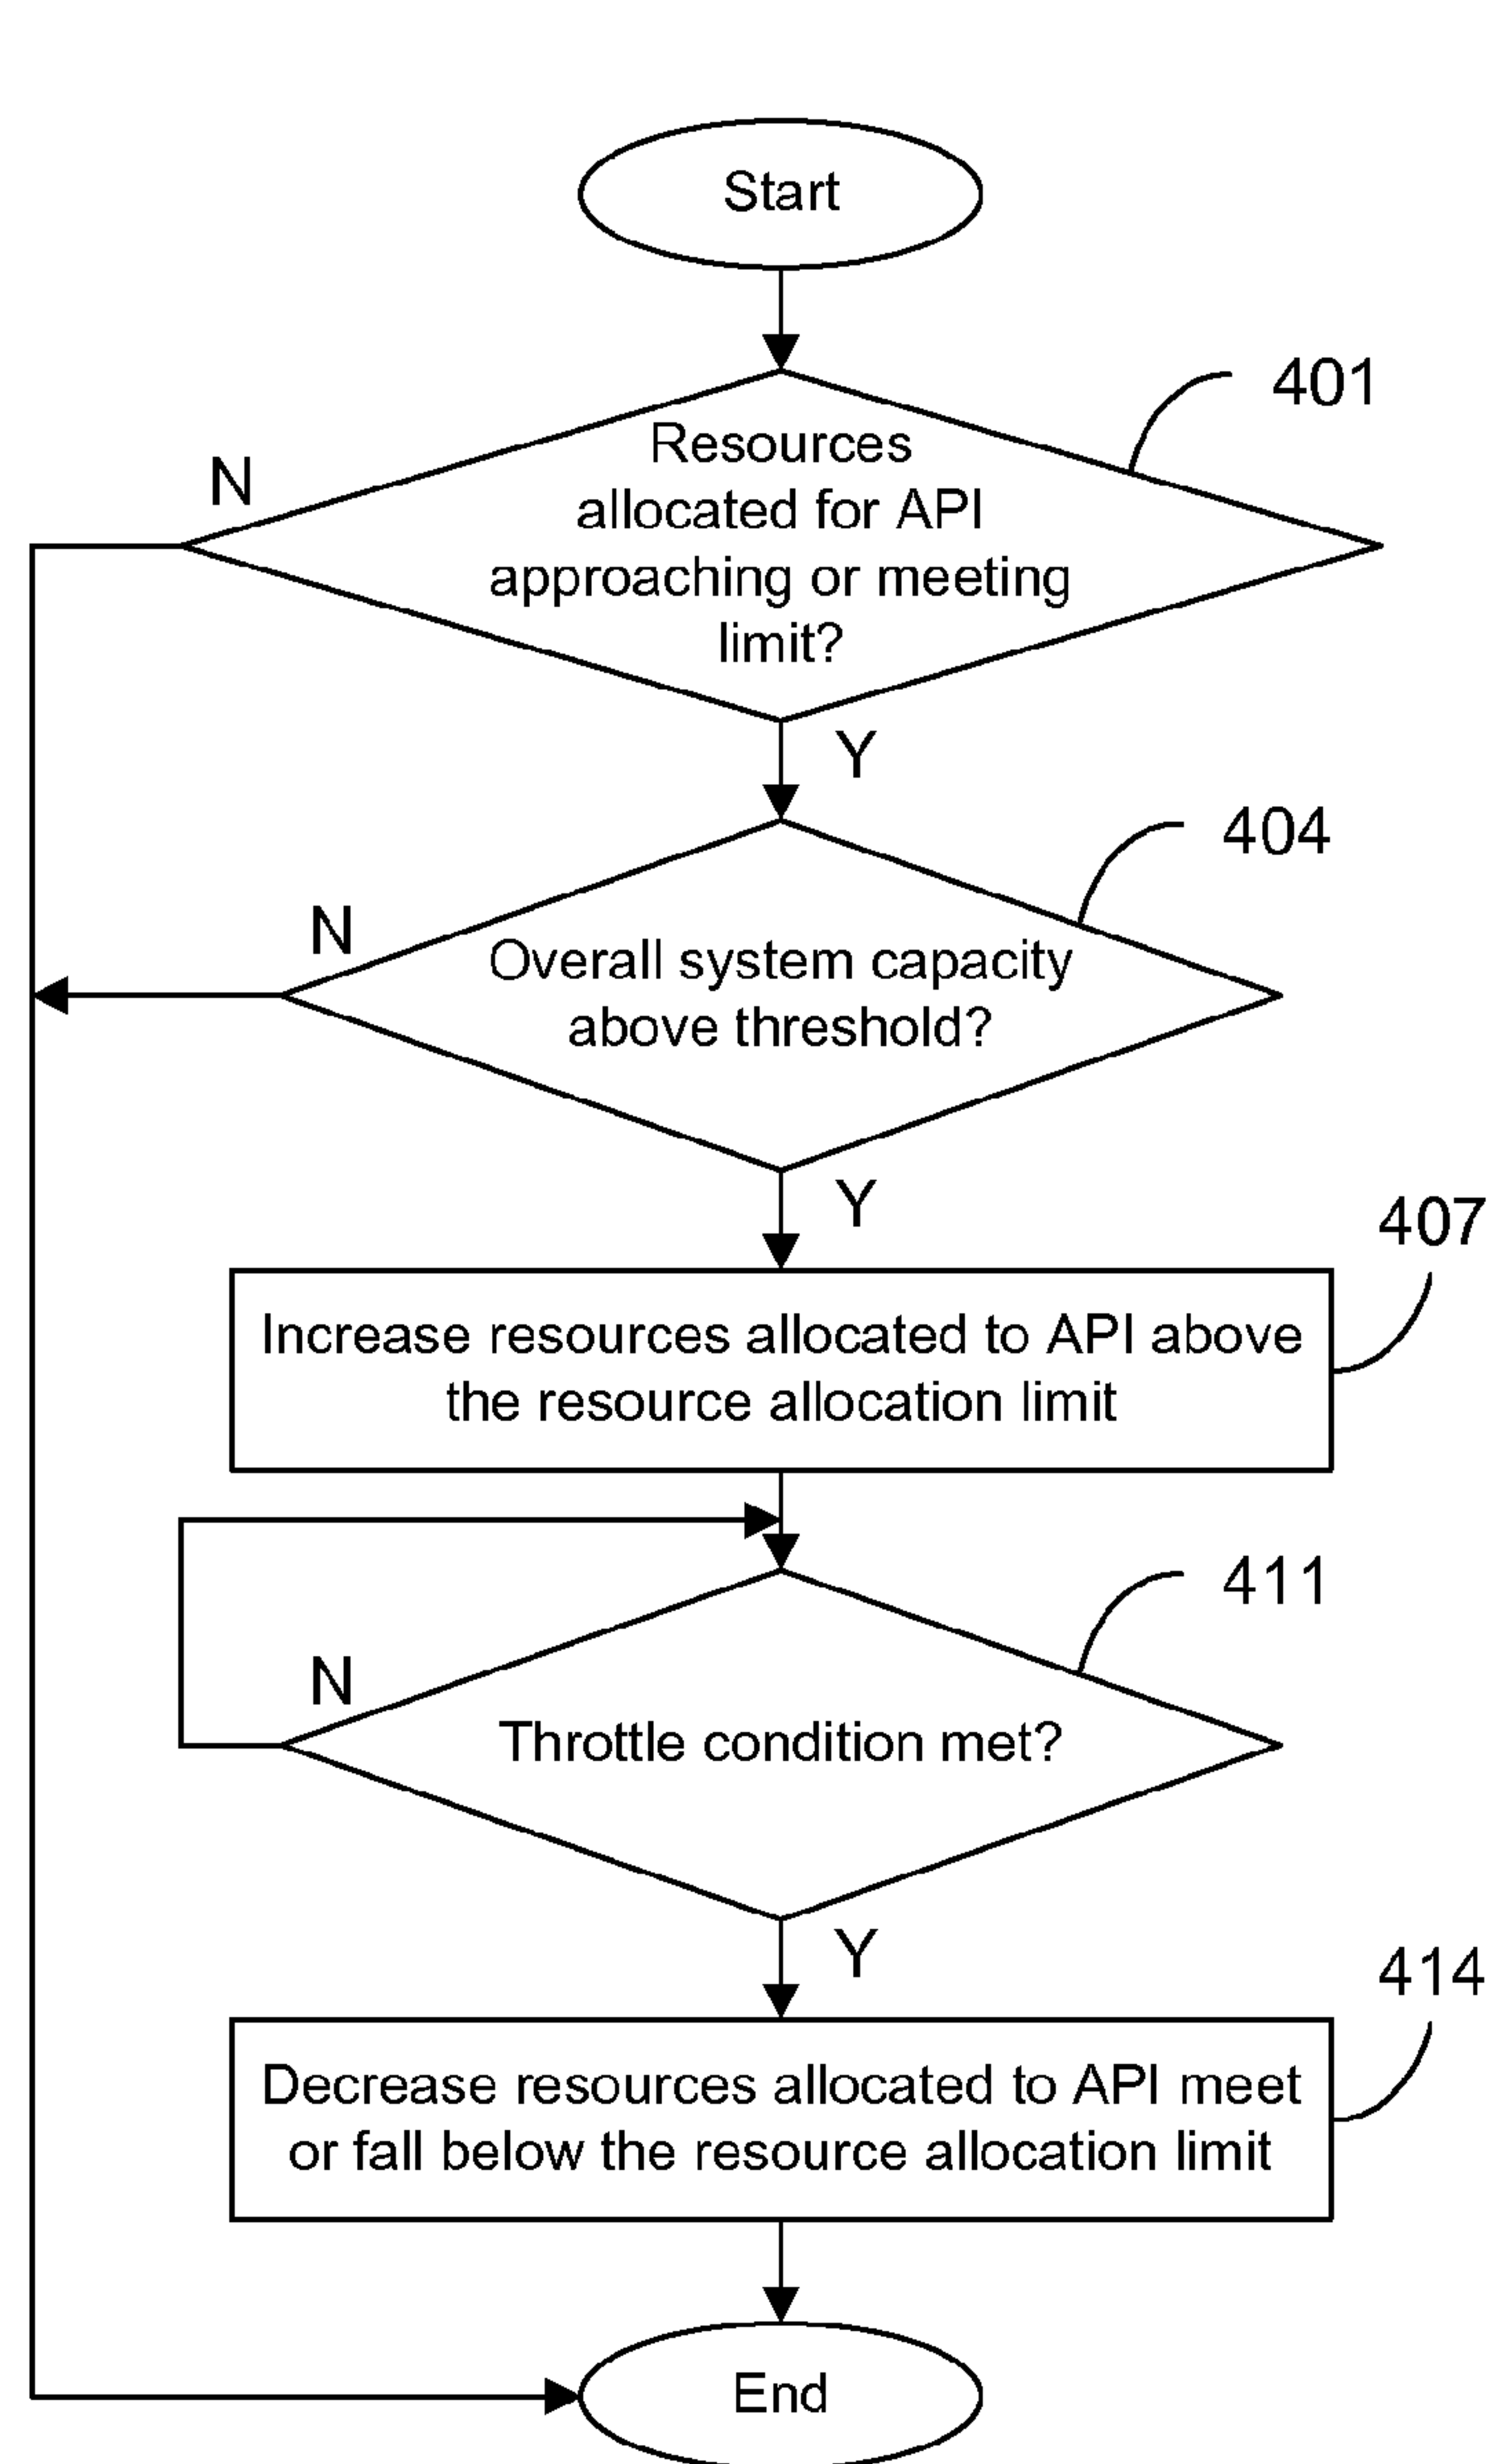 Start
401
N
Resources
allocated for API
approaching or meeting
limit?
Y
404
N
Overall system capacity
above threshold?
Y
407
Increase resources allocated to API above
the resource allocation limit
411
N
Throttle condition met?
Y
414
Decrease resources allocated to API meet
or fall below the resource allocation limit
End